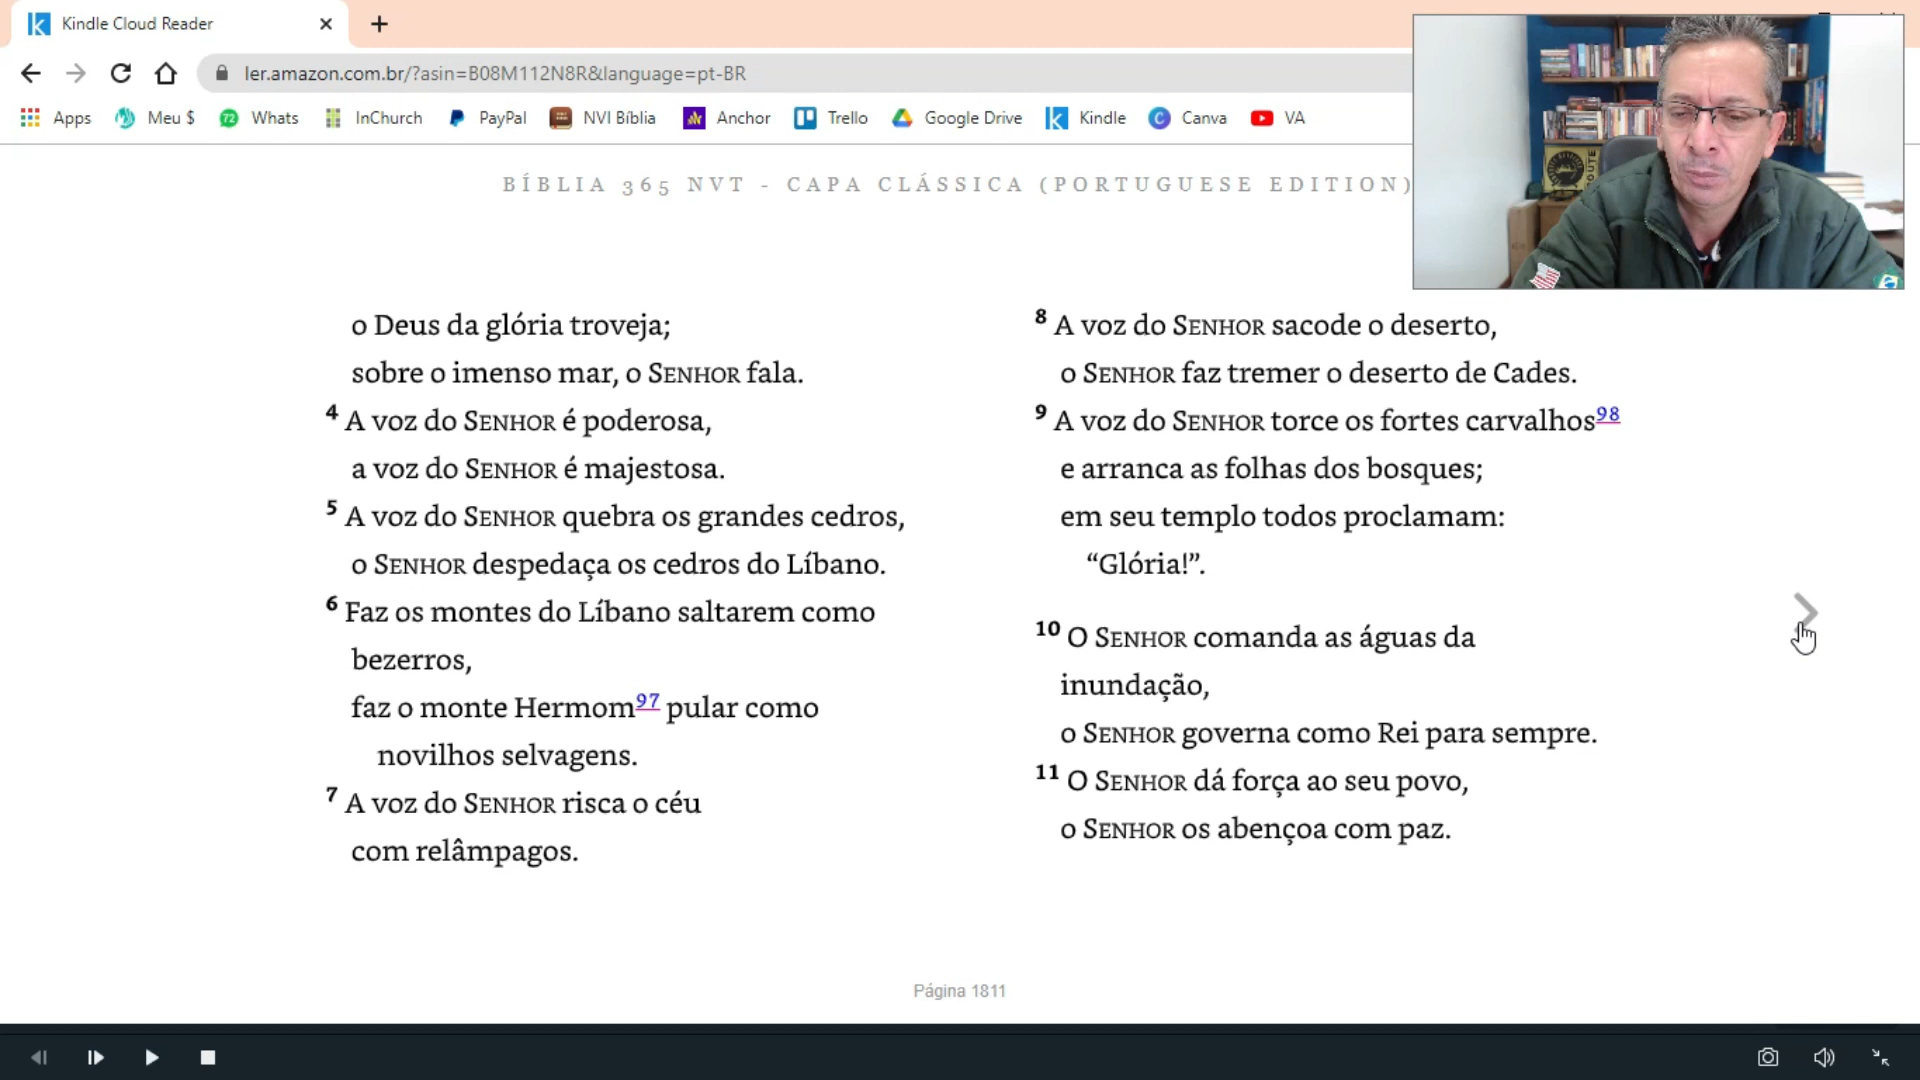 Kindle Cloud Reader
ler.amazon.com.br/?asin=B08M112N8R&language=pt-BR
Apps Meu $ Whats InChurch PayPal NVI Bíblia Anchor Trello Google Drive Kindle Canva VA
BÍBLIA 365 NVT - CAPA CLÁSSICA (PORTUGUESE EDITION)
o Deus da glória troveja;
sobre o imenso mar, o SENHOR fala.
4 A voz do SENHOR é poderosa,
a voz do SENHOR é majestosa.
5 A voz do SENHOR quebra os grandes cedros,
o SENHOR despedaça os cedros do Líbano.
6 Faz os montes do Líbano saltarem como
bezerros,
faz o monte Hermom97 pular como
novilhos selvagens.
7 A voz do SENHOR risca o céu
com relâmpagos.
8 A voz do SENHOR sacode o deserto,
o SENHOR faz tremer o deserto de Cades.
9 A voz do SENHOR torce os fortes carvalhos98
e arranca as folhas dos bosques;
em seu templo todos proclamam:
“Glória!”.
10 O SENHOR comanda as águas da
inundação,
o SENHOR governa como Rei para sempre.
11 O SENHOR dá força ao seu povo,
o SENHOR os abençoa com paz.
Página 1811